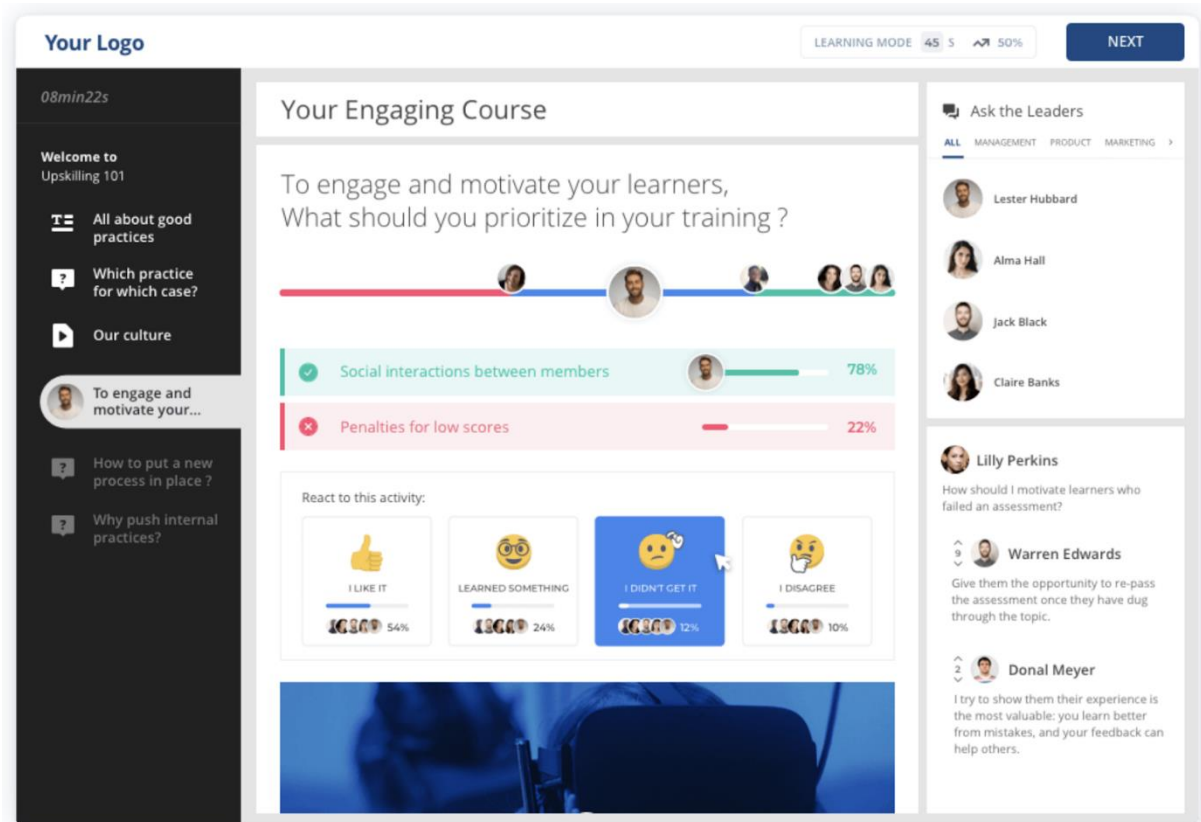 Your Logo
LEARNING MODE 45 S 50%
NEXT
08min22s
Welcome to
Upskilling 101
All about good
practices
Which practice
for which case?
Our culture
To engage and
motivate your...
How to put a new
process in place ?
Why push internal
practices?
Your Engaging Course
To engage and motivate your learners,
What should you prioritize in your training ?
Social interactions between members 78%
Penalties for low scores 22%
React to this activity:
I LIKE IT
54%
LEARNED SOMETHING
24%
I DIDN'T GET IT
12%
I DISAGREE
10%
Ask the Leaders
ALL MANAGEMENT PRODUCT MARKETING
Lester Hubbard
Alma Hall
Jack Black
Claire Banks
Lilly Perkins
How should I motivate learners who
failed an assessment?
9
Warren Edwards
Give them the opportunity to re-pass
the assessment once they have dug
through the topic.
2
Donal Meyer
I try to show them their experience is
the most valuable: you learn better
from mistakes, and your feedback can
help others.